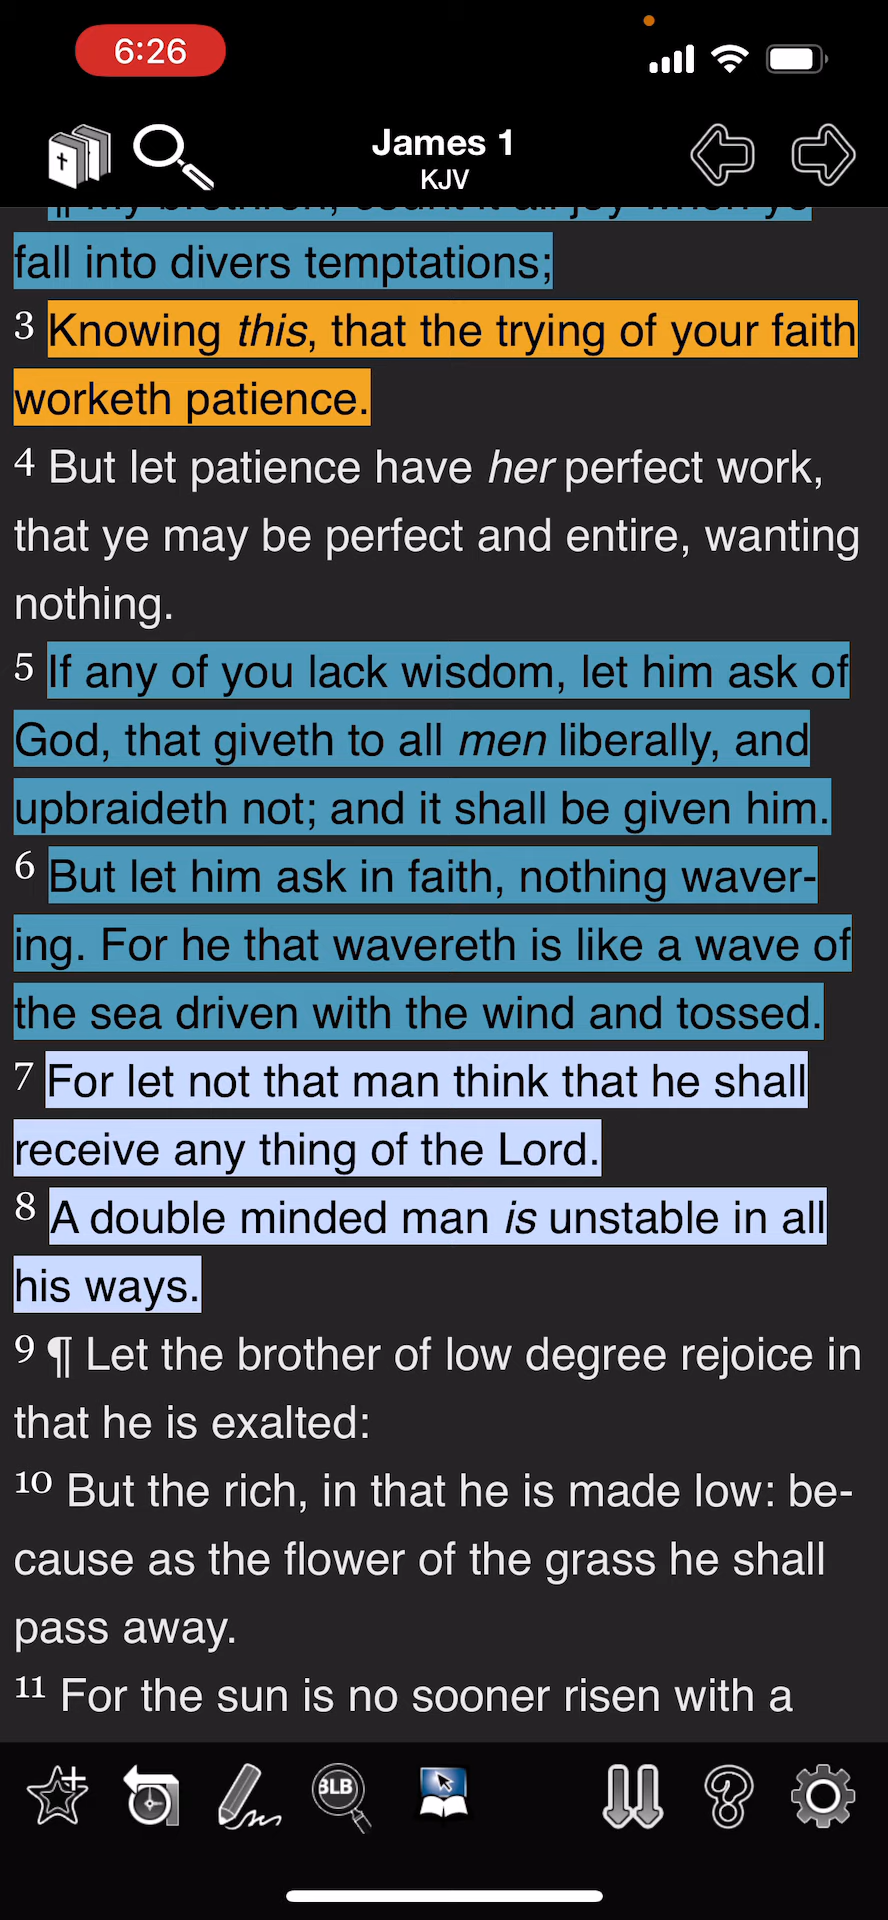 6:26
James 1
KJV
¶ My brethren, count it all joy when ye
fall into divers temptations;
3 Knowing this, that the trying of your faith
worketh patience.
4 But let patience have her perfect work,
that ye may be perfect and entire, wanting
nothing.
5 If any of you lack wisdom, let him ask of
God, that giveth to all men liberally, and
upbraideth not; and it shall be given him.
6 But let him ask in faith, nothing waver-
ing. For he that wavereth is like a wave of
the sea driven with the wind and tossed.
7 For let not that man think that he shall
receive any thing of the Lord.
8 A double minded man is unstable in all
his ways.
9 ¶ Let the brother of low degree rejoice in
that he is exalted:
10 But the rich, in that he is made low: be-
cause as the flower of the grass he shall
pass away.
11 For the sun is no sooner risen with a
BLB